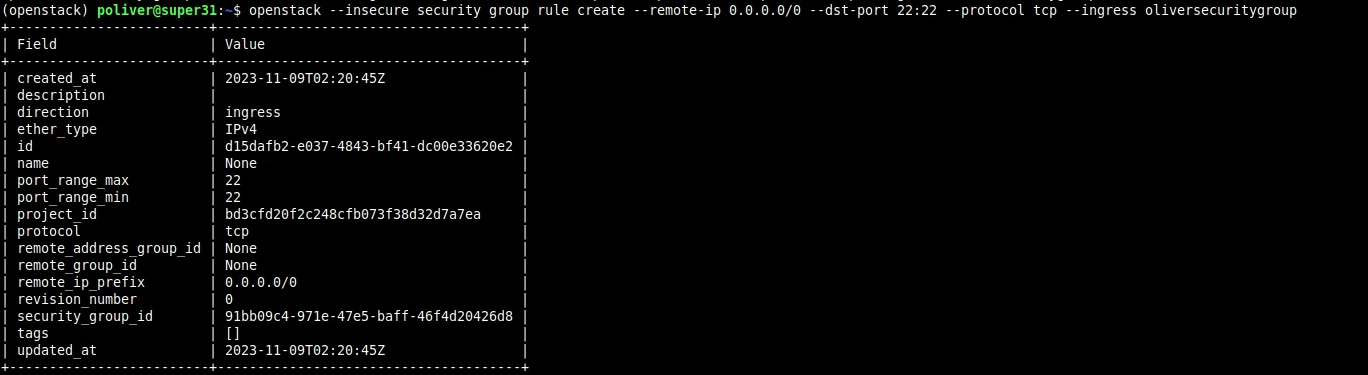 (openstack) poliver@super31:~$ openstack --insecure security group rule create --remote-ip 0.0.0.0/0 --dst-port 22:22 --protocol tcp --ingress oliversecuritygroup
+-------------------------+--------------------------------------+
| Field                   | Value                                |
+-------------------------+--------------------------------------+
| created_at              | 2023-11-09T02:20:45Z                 |
| description             |                                      |
| direction               | ingress                              |
| ether_type              | IPv4                                 |
| id                      | d15dafb2-e037-4843-bf41-dc00e33620e2 |
| name                    | None                                 |
| port_range_max          | 22                                   |
| port_range_min          | 22                                   |
| project_id              | bd3cfd20f2c248cfb073f38d32d7a7ea     |
| protocol                | tcp                                  |
| remote_address_group_id | None                                 |
| remote_group_id         | None                                 |
| remote_ip_prefix        | 0.0.0.0/0                            |
| revision_number         | 0                                    |
| security_group_id       | 91bb09c4-971e-47e5-baff-46f4d20426d8 |
| tags                    | []                                   |
| updated_at              | 2023-11-09T02:20:45Z                 |
+-------------------------+--------------------------------------+